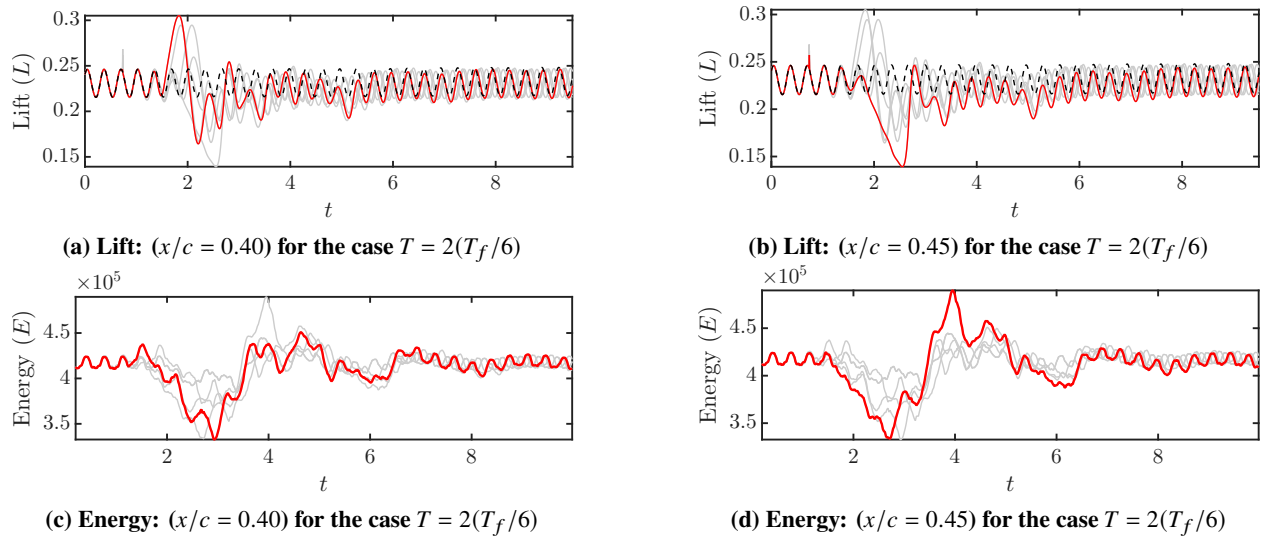 0.3
0.25
0.2
0.15
Lift (L)
0 2 4 6 8
t
(a) Lift: (x/c = 0.40) for the case T = 2(T_f/6)
0.3
0.25
0.2
0.15
Lift (L)
0 2 4 6 8
t
(b) Lift: (x/c = 0.45) for the case T = 2(T_f/6)
×10^5
4.5
4
3.5
Energy (E)
2 4 6 8
t
(c) Energy: (x/c = 0.40) for the case T = 2(T_f/6)
×10^5
4.5
4
3.5
Energy (E)
2 4 6 8
t
(d) Energy: (x/c = 0.45) for the case T = 2(T_f/6)